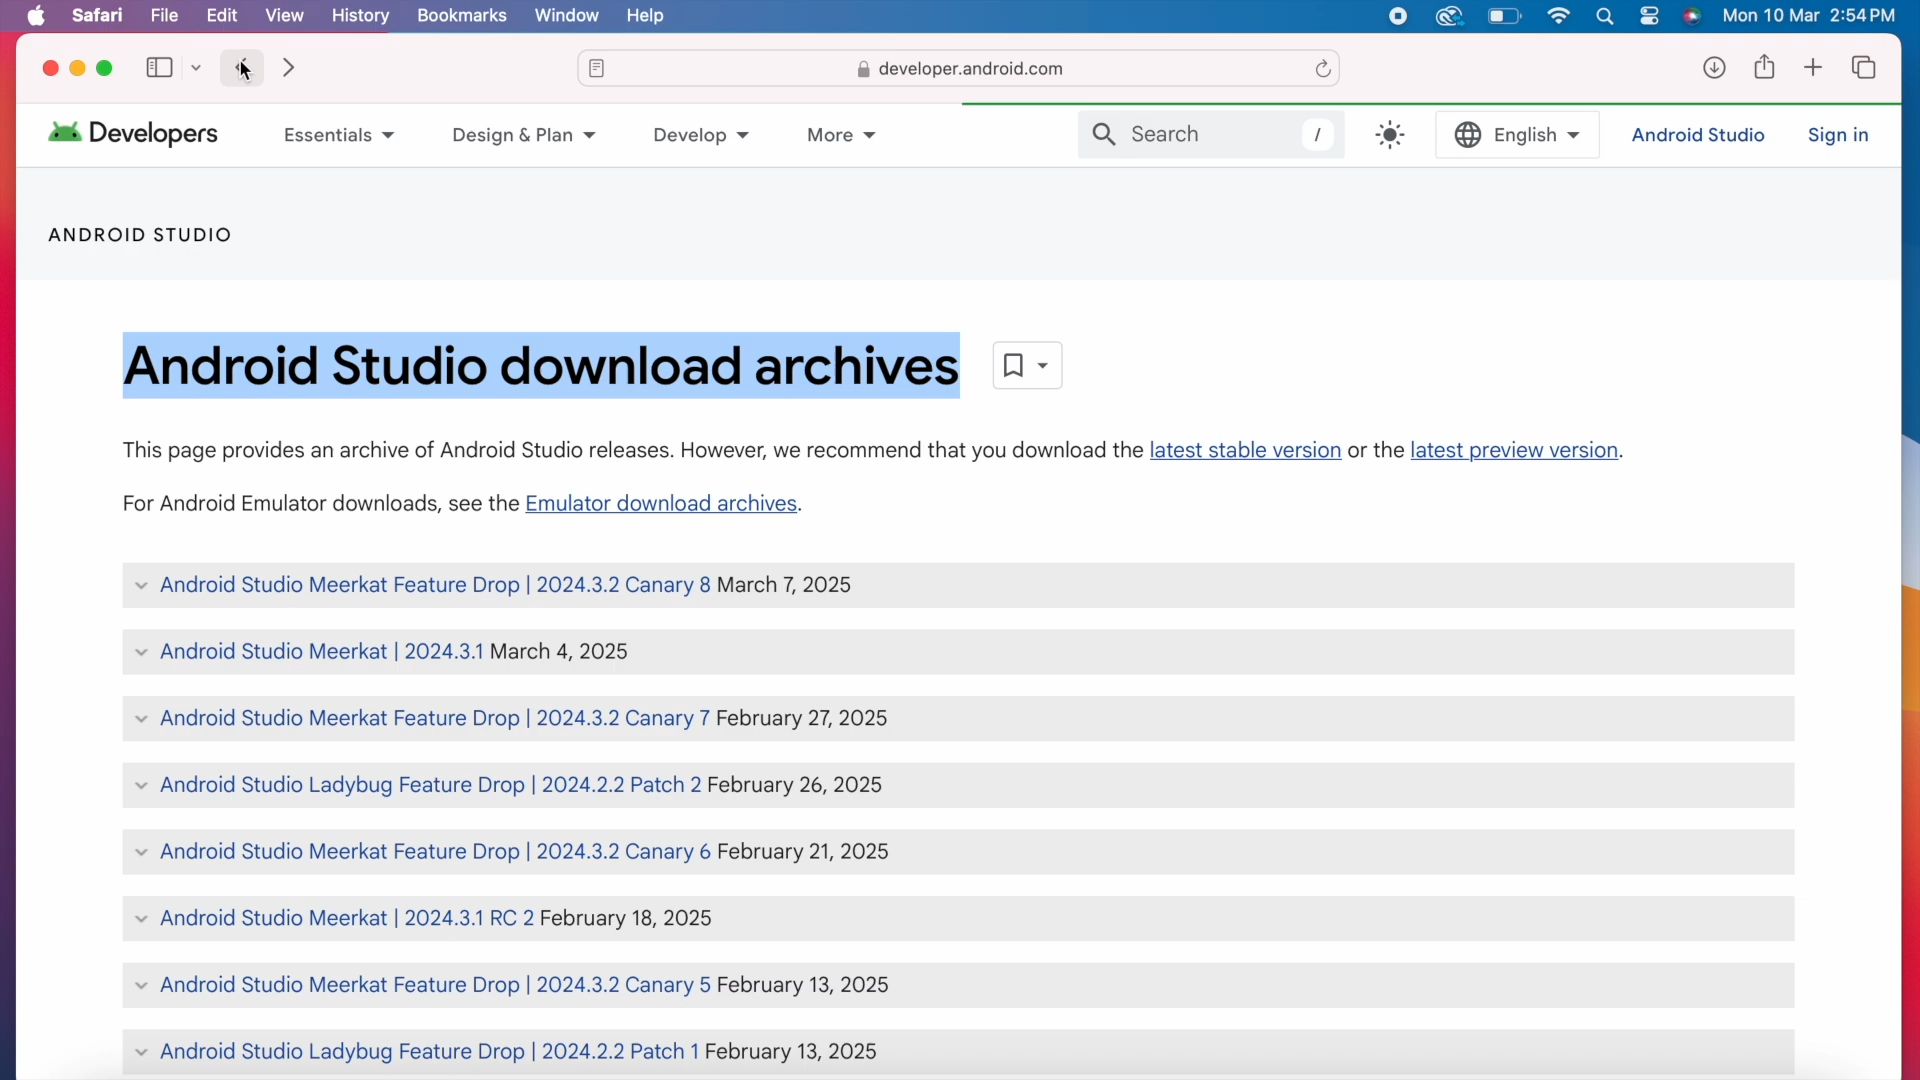 Safari File Edit View History Bookmarks Window Help Mon 10 Mar 2:54 PM
developer.android.com
Developers Essentials Design & Plan Develop More Search / English Android Studio Sign in
ANDROID STUDIO
Android Studio download archives
This page provides an archive of Android Studio releases. However, we recommend that you download the latest stable version or the latest preview version.
For Android Emulator downloads, see the Emulator download archives.
Android Studio Meerkat Feature Drop | 2024.3.2 Canary 8 March 7, 2025
Android Studio Meerkat | 2024.3.1 March 4, 2025
Android Studio Meerkat Feature Drop | 2024.3.2 Canary 7 February 27, 2025
Android Studio Ladybug Feature Drop | 2024.2.2 Patch 2 February 26, 2025
Android Studio Meerkat Feature Drop | 2024.3.2 Canary 6 February 21, 2025
Android Studio Meerkat | 2024.3.1 RC 2 February 18, 2025
Android Studio Meerkat Feature Drop | 2024.3.2 Canary 5 February 13, 2025
Android Studio Ladybug Feature Drop | 2024.2.2 Patch 1 February 13, 2025